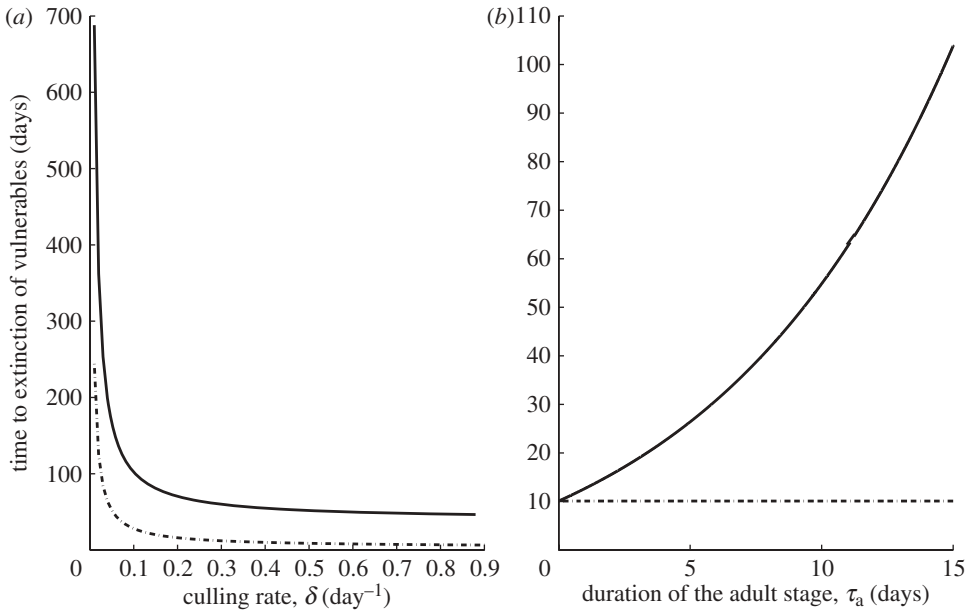 (a)
700
600
500
400
300
200
100
0
0.1 0.2 0.3 0.4 0.5 0.6 0.7 0.8 0.9
culling rate, δ (day⁻¹)
time to extinction of vulnerables (days)
(b)
110
100
90
80
70
60
50
40
30
20
10
0
5 10 15
duration of the adult stage, τa (days)